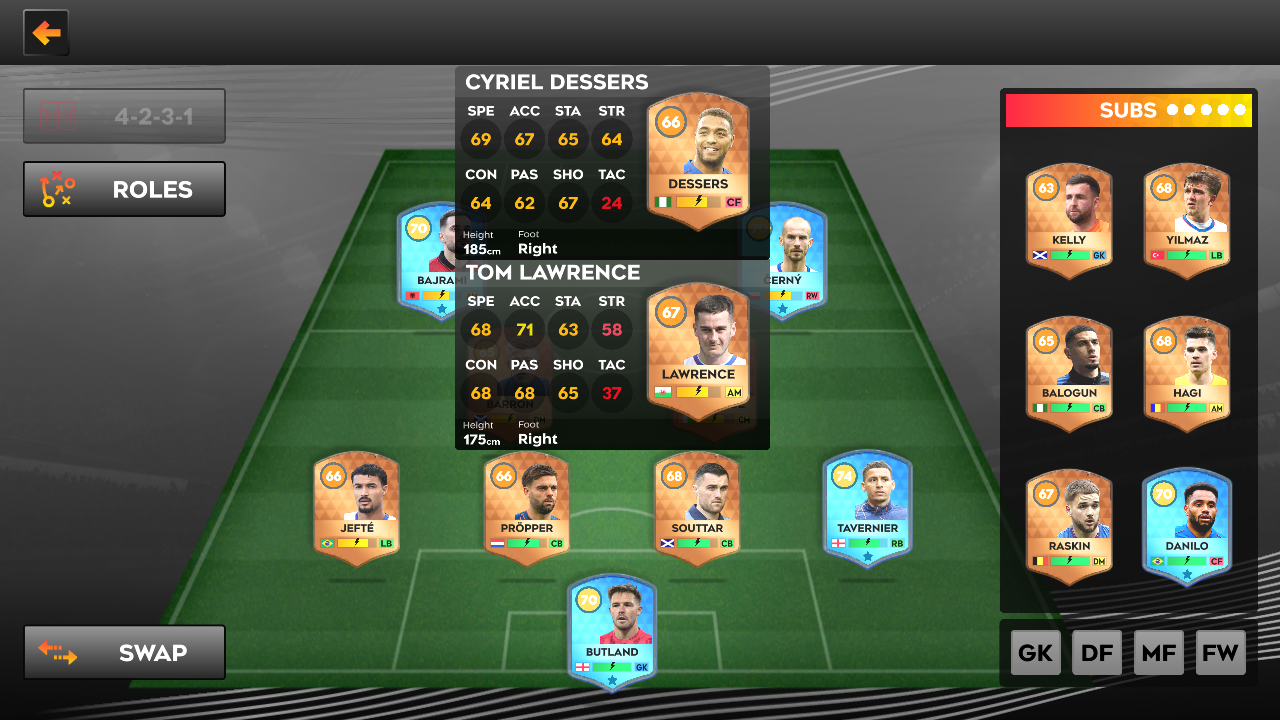 4-2-3-1
ROLES
SWAP
CYRIEL DESSERS
SPE ACC STA STR
69 67 65 64
CON PAS SHO TAC
64 62 67 24
Height Foot
185cm Right
66
DESSERS
CF
TOM LAWRENCE
SPE ACC STA STR
68 71 63 58
CON PAS SHO TAC
68 68 65 37
Height Foot
175cm Right
67
LAWRENCE
AM
70
BAJRAMI
ČERNÝ
RW
BARRON
DM
CM
66
JEFTÉ
LB
66
PRÖPPER
CB
68
SOUTTAR
CB
74
TAVERNIER
RB
70
BUTLAND
GK
SUBS
63
KELLY
GK
68
YILMAZ
LB
65
BALOGUN
CB
68
HAGI
AM
67
RASKIN
DM
70
DANILO
CF
GK DF MF FW